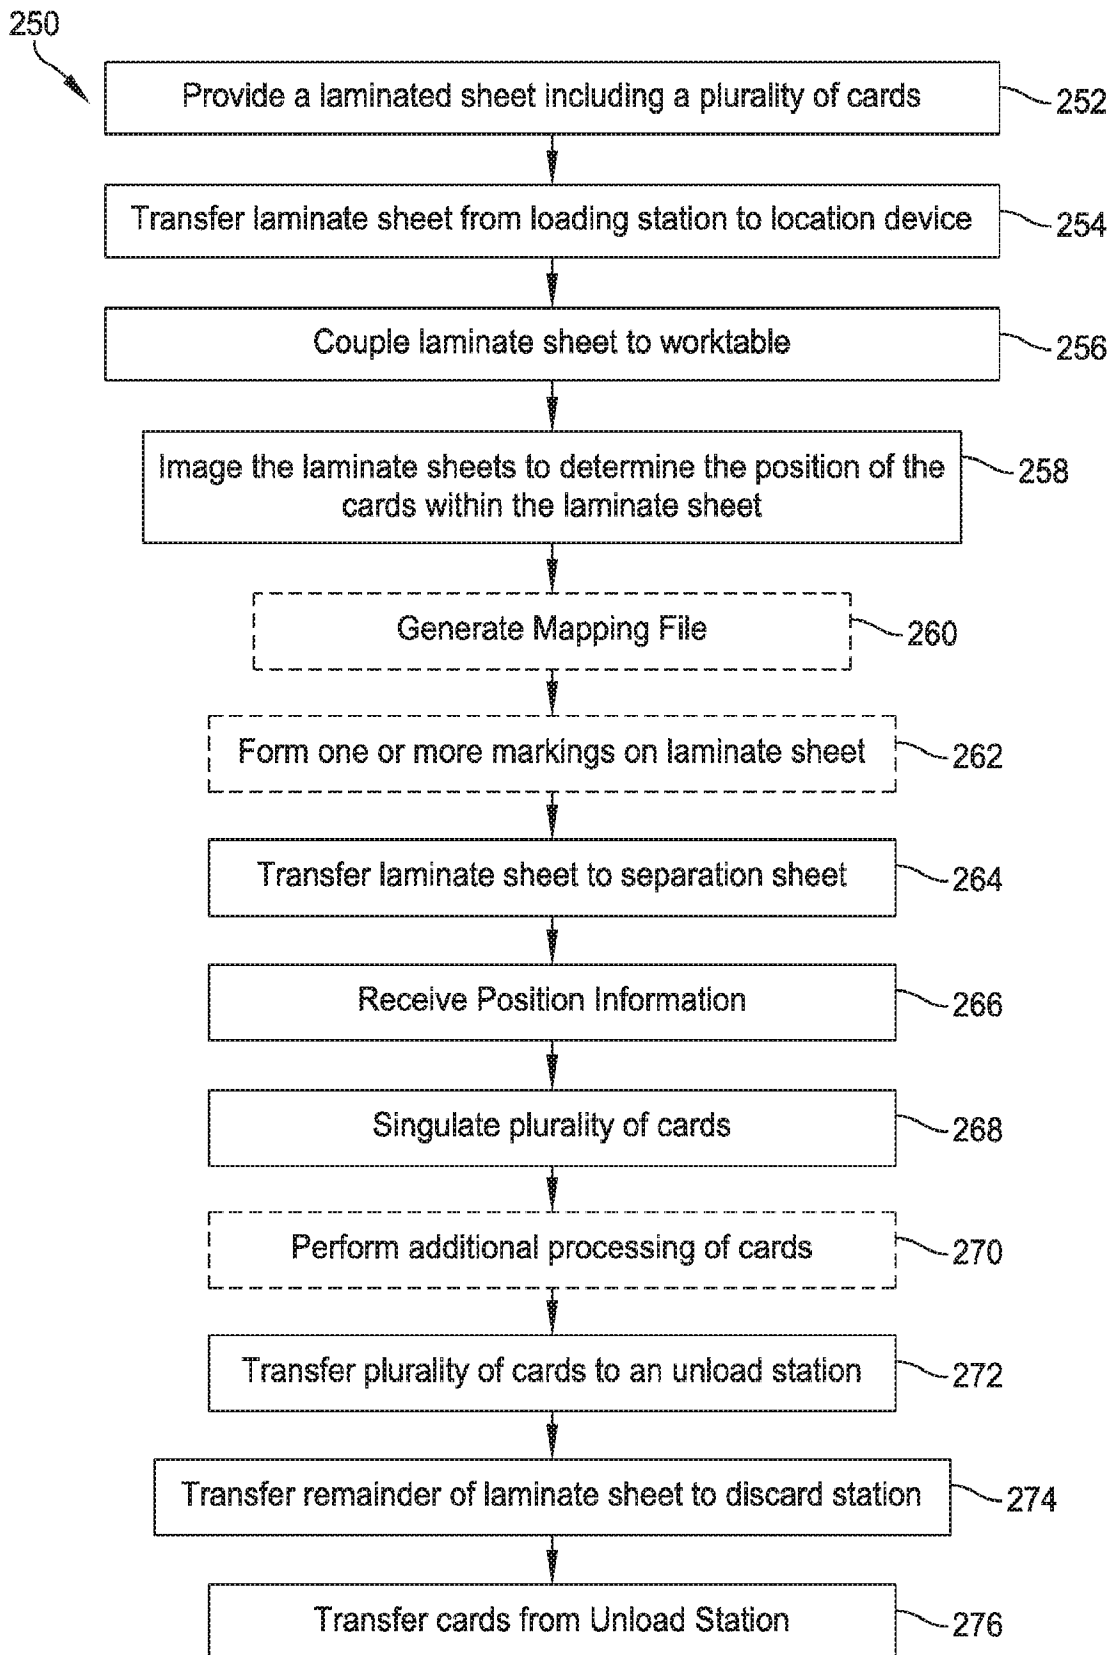 250
Provide a laminated sheet including a plurality of cards 252
Transfer laminate sheet from loading station to location device 254
Couple laminate sheet to worktable 256
Image the laminate sheets to determine the position of the
cards within the laminate sheet 258
Generate Mapping File 260
Form one or more markings on laminate sheet 262
Transfer laminate sheet to separation sheet 264
Receive Position Information 266
Singulate plurality of cards 268
Perform additional processing of cards 270
Transfer plurality of cards to an unload station 272
Transfer remainder of laminate sheet to discard station 274
Transfer cards from Unload Station 276